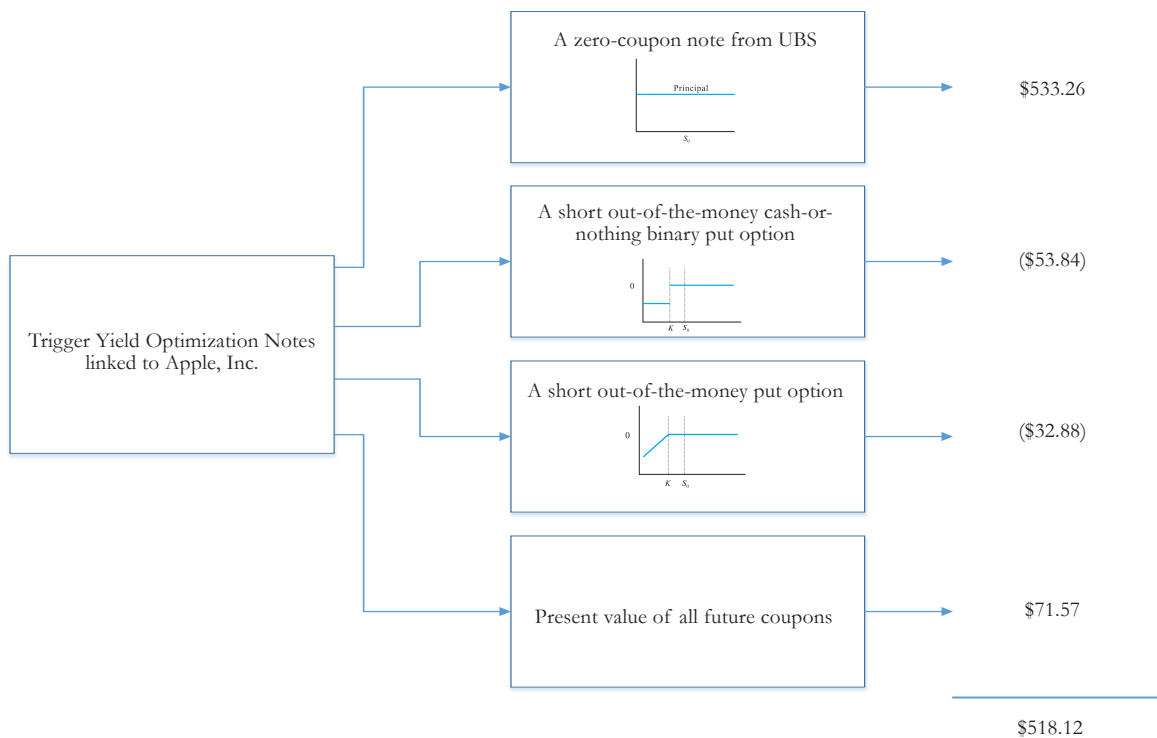 A zero-coupon note from UBS
Principal
S0
$533.26
A short out-of-the-money cash-or-
nothing binary put option
0
K S0
($53.84)
Trigger Yield Optimization Notes
linked to Apple, Inc.
A short out-of-the-money put option
0
K S0
($32.88)
Present value of all future coupons
$71.57
$518.12